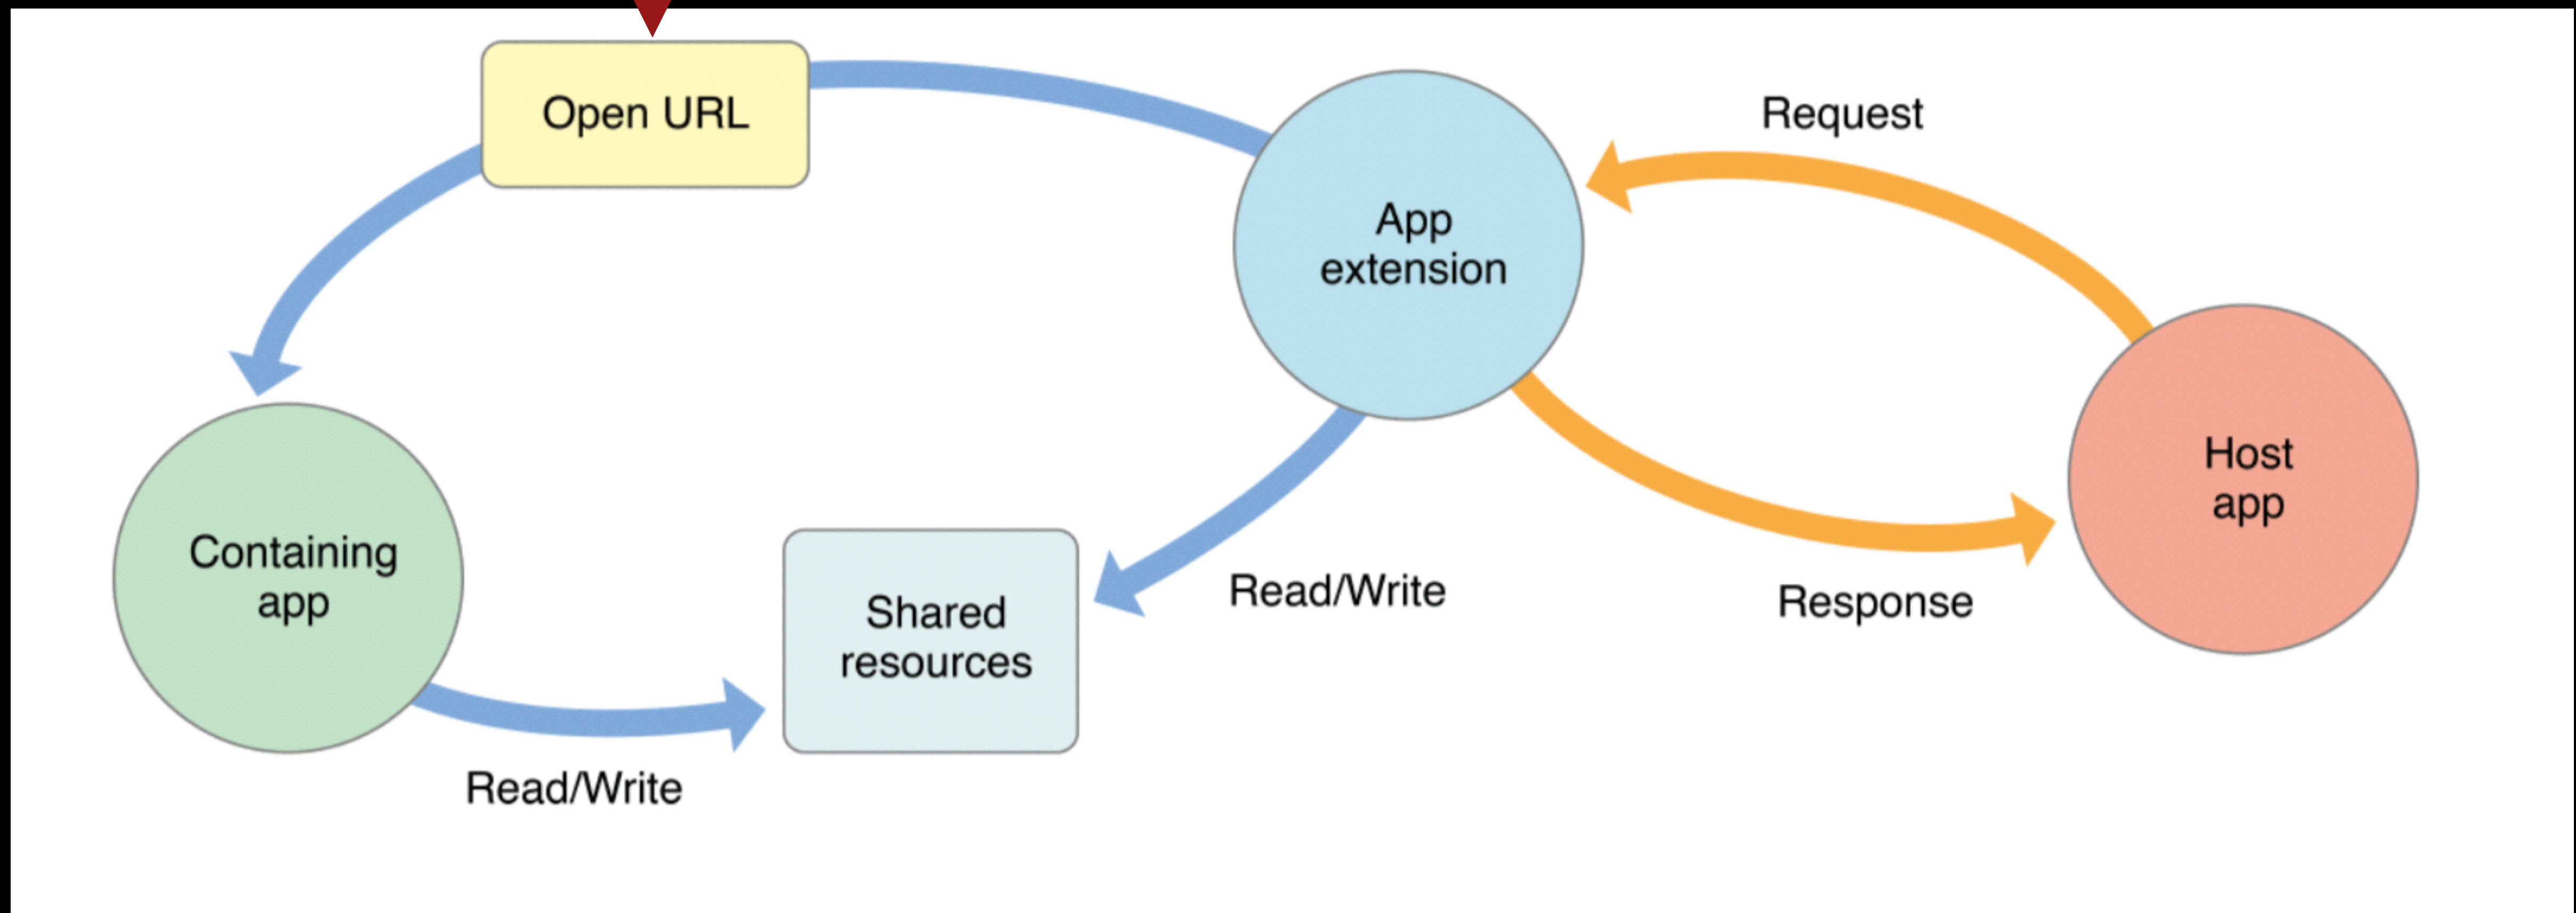 Open URL
Request
App
extension
Host
app
Containing
app
Shared
resources
Read/Write
Response
Read/Write